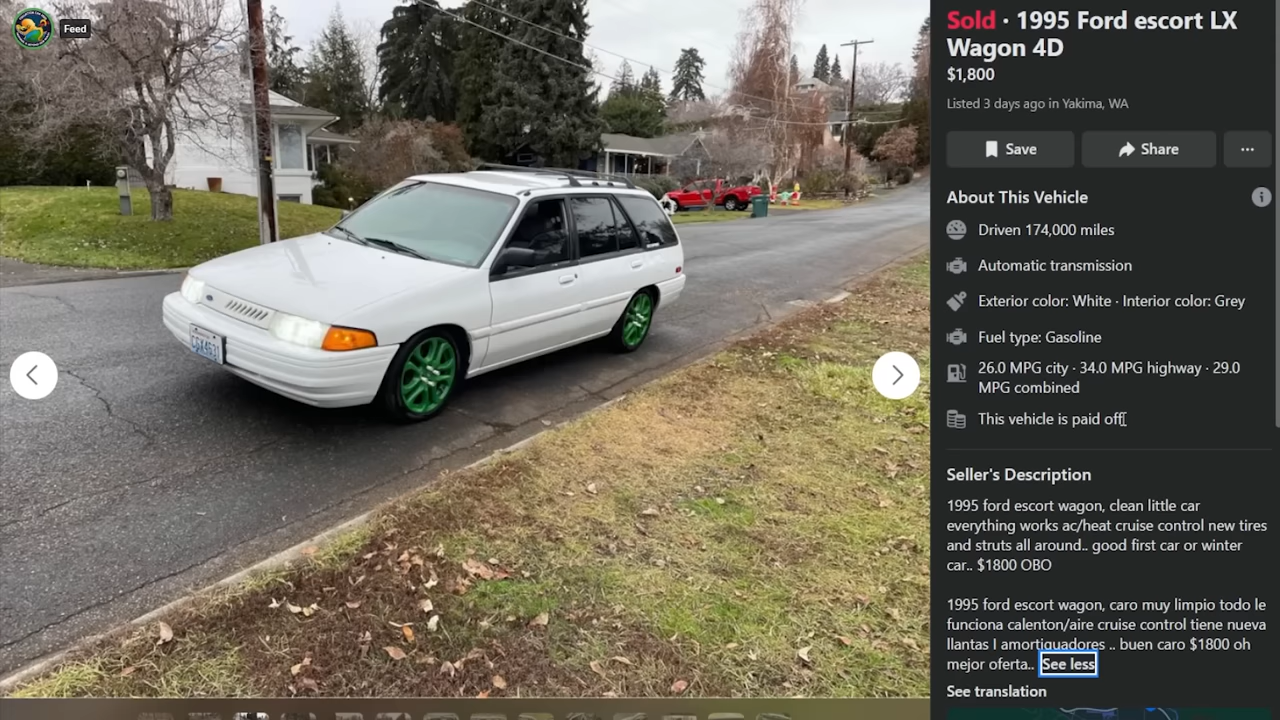 Feed
Sold · 1995 Ford escort LX
Wagon 4D
$1,800
Listed 3 days ago in Yakima, WA
Save
Share
About This Vehicle
Driven 174,000 miles
Automatic transmission
Exterior color: White · Interior color: Grey
Fuel type: Gasoline
26.0 MPG city · 34.0 MPG highway · 29.0
MPG combined
This vehicle is paid off
Seller's Description
1995 ford escort wagon, clean little car
everything works ac/heat cruise control new tires
and struts all around.. good first car or winter
car.. $1800 OBO
1995 ford escort wagon, caro muy limpio todo le
funciona calenton/aire cruise control tiene nueva
llantas I amortiguadores .. buen caro $1800 oh
mejor oferta.. See less
See translation